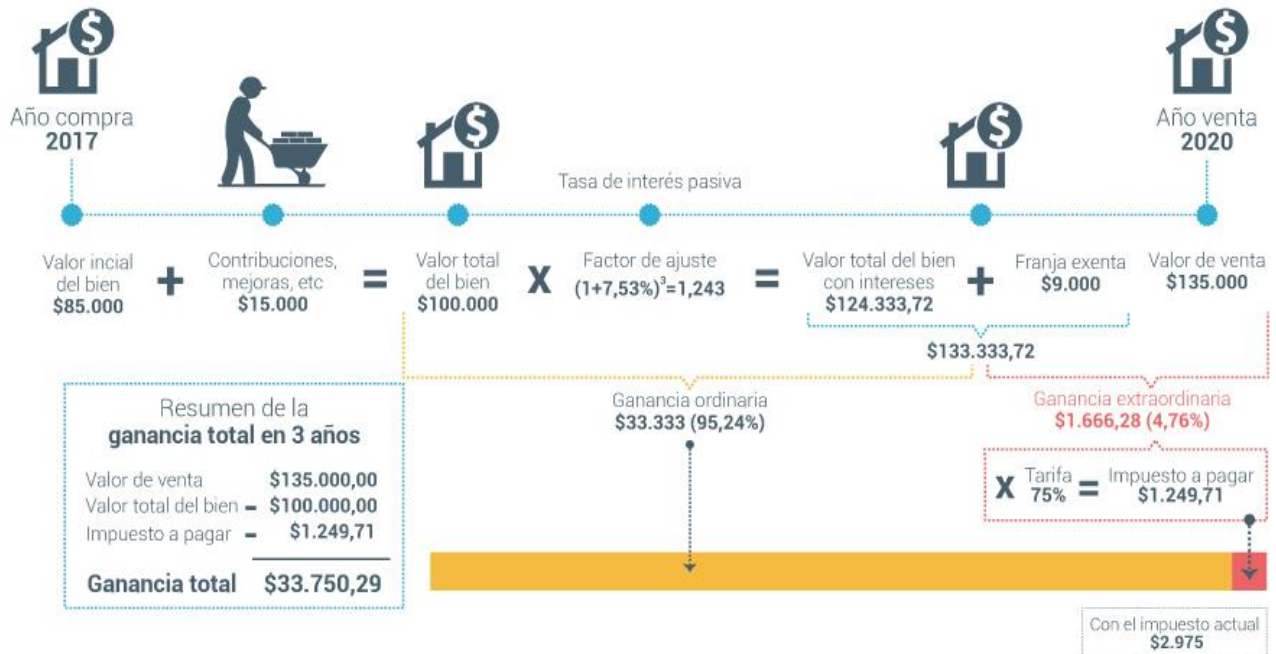 Año compra
2017
Año venta
2020
Tasa de interés pasiva
Valor incial
del bien
$85.000
+
Contribuciones,
mejoras, etc
$15.000
=
Valor total
del bien
$100.000
X
Factor de ajuste
(1+7,53%)³=1,243
=
Valor total del bien
con intereses
$124.333,72
+
Franja exenta
$9.000
Valor de venta
$135.000
$133.333,72
Ganancia ordinaria
$33.333 (95,24%)
Ganancia extraordinaria
$1.666,28 (4,76%)
X Tarifa
75% = Impuesto a pagar
$1.249,71
Resumen de la
ganancia total en 3 años
Valor de venta $135.000,00
Valor total del bien - $100.000,00
Impuesto a pagar - $1.249,71
Ganancia total $33.750,29
Con el impuesto actual
$2.975